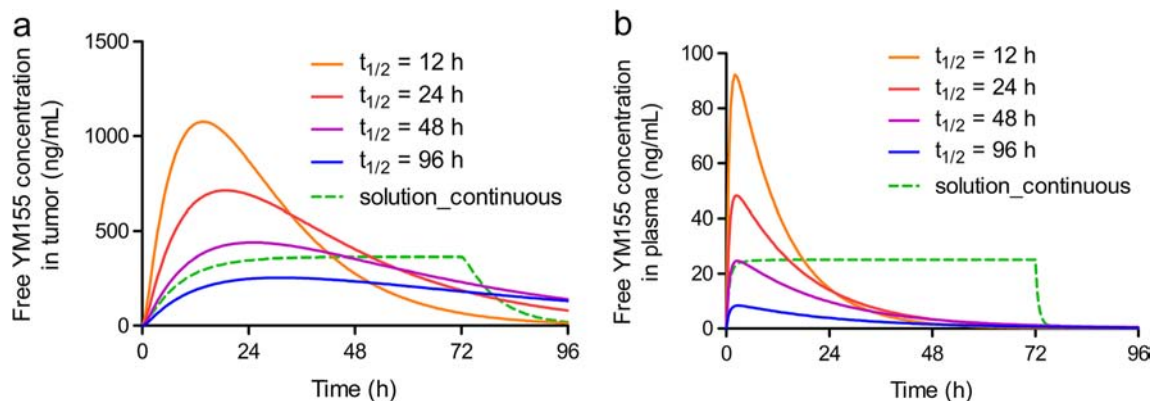 a
Free YM155 concentration
in tumor (ng/mL)
1500
1000
500
0
0 24 48 72 96
Time (h)
t1/2 = 12 h
t1/2 = 24 h
t1/2 = 48 h
t1/2 = 96 h
solution_continuous
b
Free YM155 concentration
in plasma (ng/mL)
100
80
60
40
20
0
0 24 48 72 96
Time (h)
t1/2 = 12 h
t1/2 = 24 h
t1/2 = 48 h
t1/2 = 96 h
solution_continuous